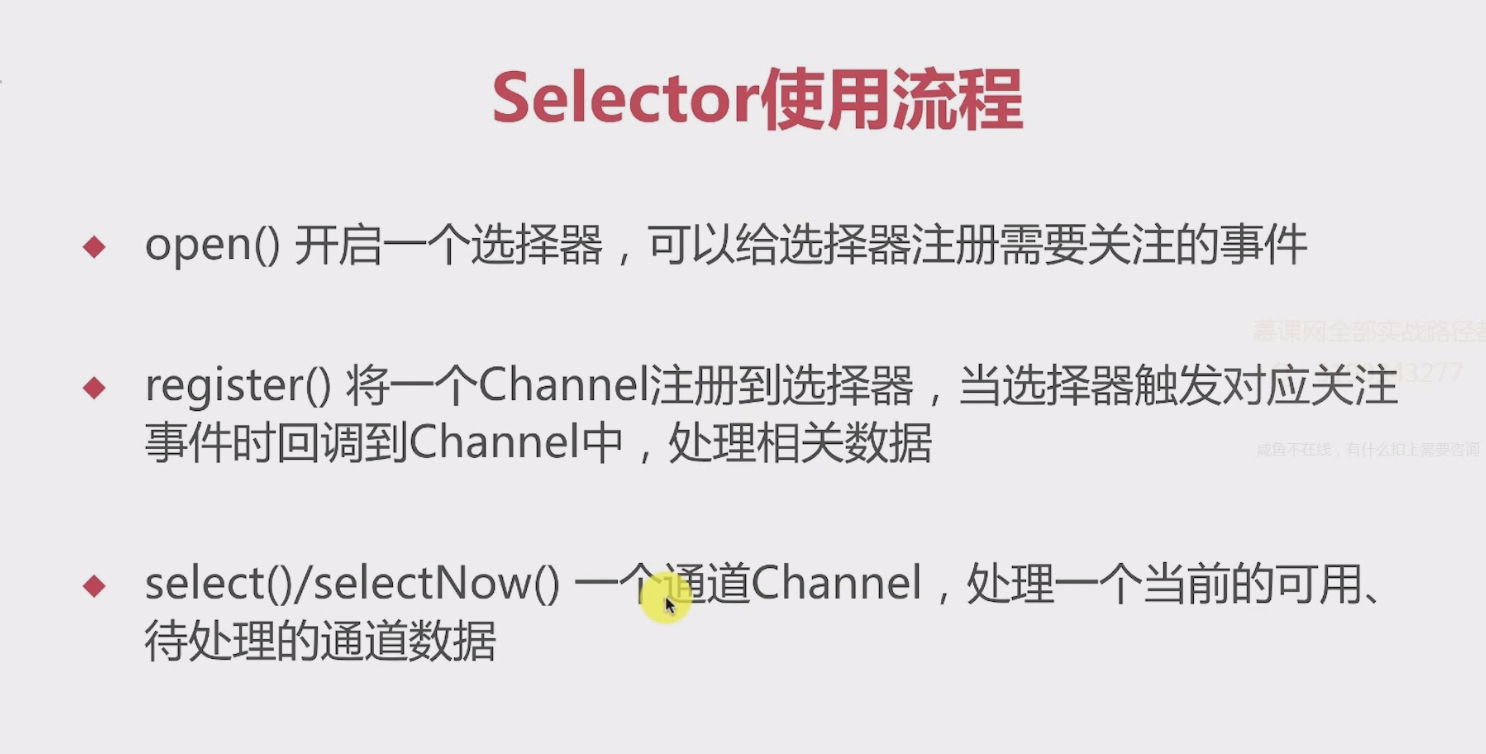 Selector使用流程
open() 开启一个选择器，可以给选择器注册需要关注的事件
register() 将一个Channel注册到选择器，当选择器触发对应关注
事件时回调到Channel中，处理相关数据
select()/selectNow() 一个通道Channel，处理一个当前的可用、
待处理的通道数据
慕课网全部实战路径
43277
咸鱼不在线，有什么扣上需要咨询